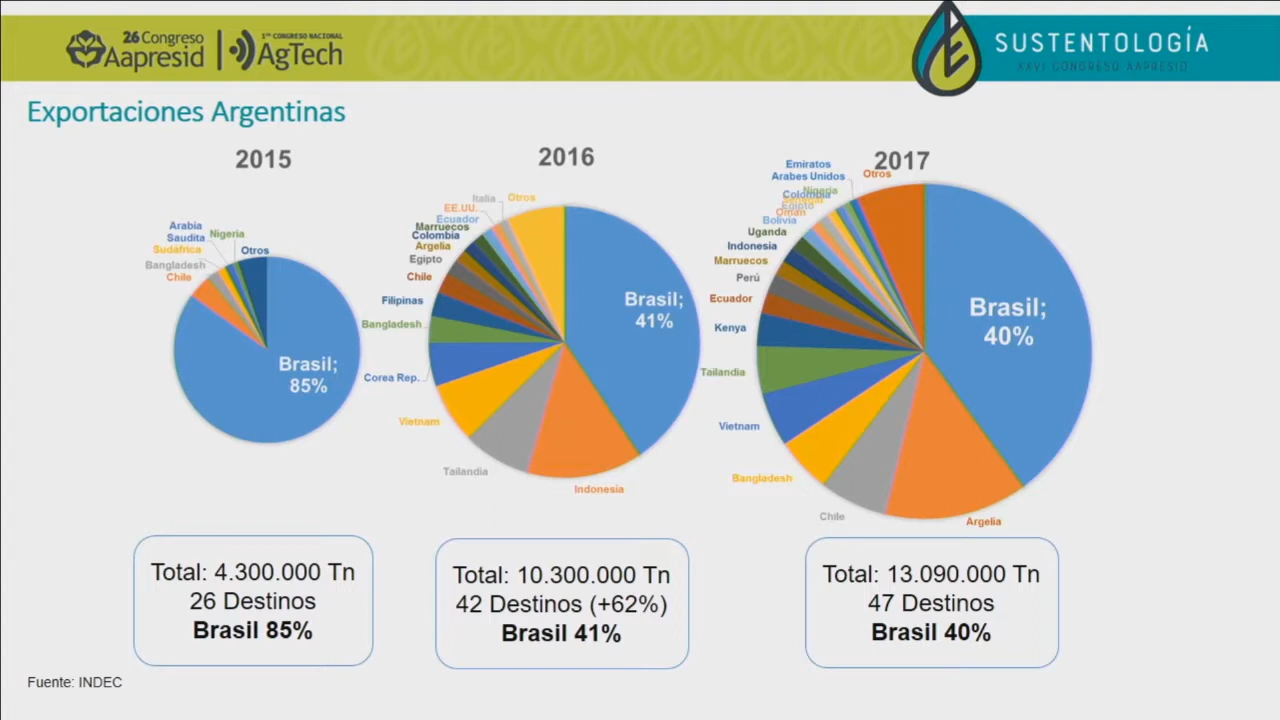 26 Congreso
Aapresid
1ER CONGRESO NACIONAL
AgTech
SUSTENTOLOGÍA
XXVI CONGRESO AAPRESID
Exportaciones Argentinas
2015
Arabia
Saudita
Nigeria
Sudáfrica
Otros
Bangladesh
Chile
Brasil;
85%
2016
Italia
Otros
EE.UU.
Ecuador
Marruecos
Colombia
Argelia
Egipto
Chile
Filipinas
Bangladesh
Corea Rep.
Vietnam
Tailandia
Indonesia
Brasil;
41%
2017
Emiratos
Arabes Unidos
Otros
Nigeria
Colombia
Egipto
Oman
Bolivia
Uganda
Indonesia
Marruecos
Perú
Ecuador
Kenya
Tailandia
Vietnam
Bangladesh
Chile
Argelia
Brasil;
40%
Total: 4.300.000 Tn
26 Destinos
Brasil 85%
Total: 10.300.000 Tn
42 Destinos (+62%)
Brasil 41%
Total: 13.090.000 Tn
47 Destinos
Brasil 40%
Fuente: INDEC